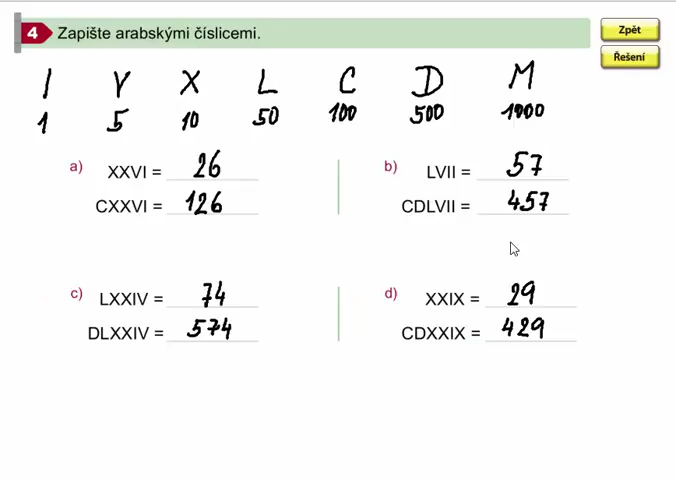 4 Zapište arabskými číslicemi.
Zpět
Řešení
I V X L C D M
1 5 10 50 100 500 1000
a) XXVI = 26
CXXVI = 126
b) LVII = 57
CDLVII = 457
c) LXXIV = 74
DLXXIV = 574
d) XXIX = 29
CDXXIX = 429